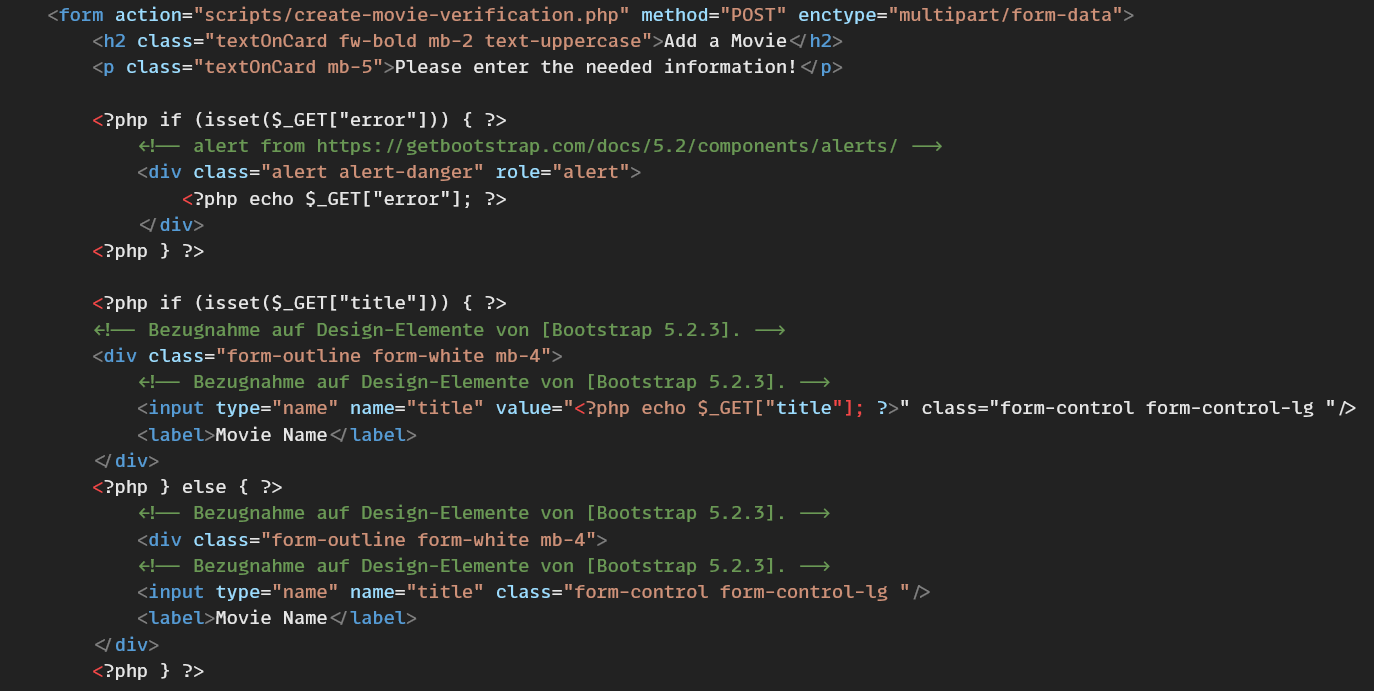 <form action="scripts/create-movie-verification.php" method="POST" enctype="multipart/form-data">
<h2 class="textOnCard fw-bold mb-2 text-uppercase">Add a Movie</h2>
<p class="textOnCard mb-5">Please enter the needed information!</p>
<?php if (isset($_GET["error"])) { ?>
<!-- alert from https://getbootstrap.com/docs/5.2/components/alerts/ -->
<div class="alert alert-danger" role="alert">
<?php echo $_GET["error"]; ?>
</div>
<?php } ?>
<?php if (isset($_GET["title"])) { ?>
<!-- Bezugnahme auf Design-Elemente von [Bootstrap 5.2.3]. -->
<div class="form-outline form-white mb-4">
<!-- Bezugnahme auf Design-Elemente von [Bootstrap 5.2.3]. -->
<input type="name" name="title" value="<?php echo $_GET["title"]; ?>" class="form-control form-control-lg "/>
<label>Movie Name</label>
</div>
<?php } else { ?>
<!-- Bezugnahme auf Design-Elemente von [Bootstrap 5.2.3]. -->
<div class="form-outline form-white mb-4">
<!-- Bezugnahme auf Design-Elemente von [Bootstrap 5.2.3]. -->
<input type="name" name="title" class="form-control form-control-lg "/>
<label>Movie Name</label>
</div>
<?php } ?>